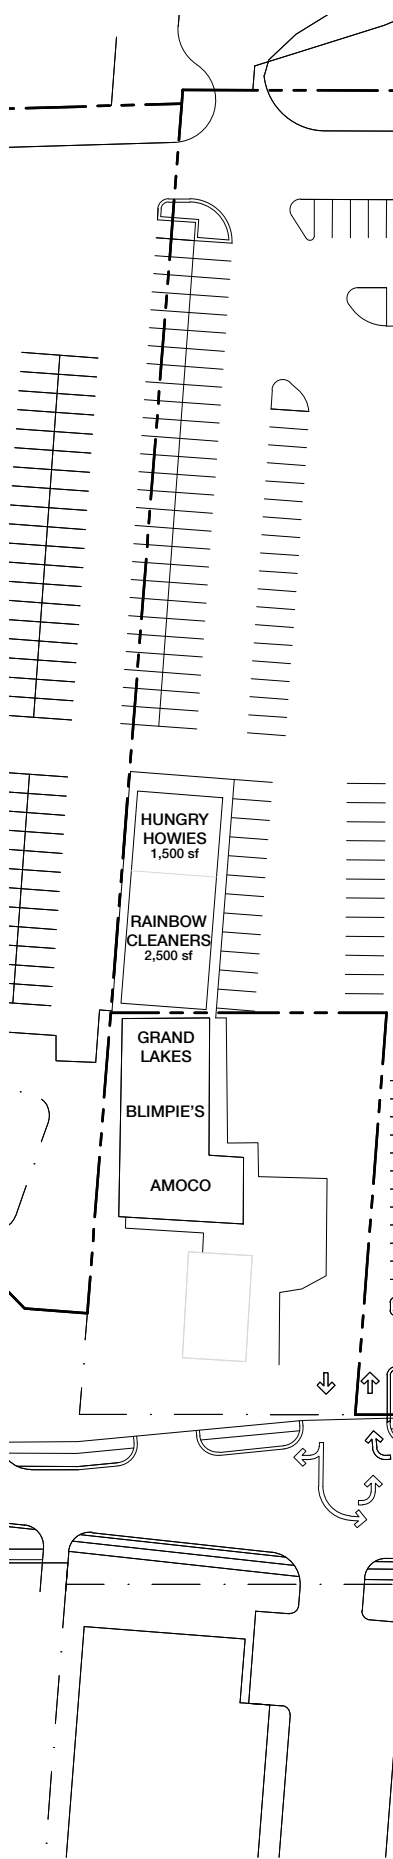 HUNGRY
HOWIES
1,500 sf
RAINBOW
CLEANERS
2,500 sf
GRAND
LAKES
BLIMPIE'S
AMOCO